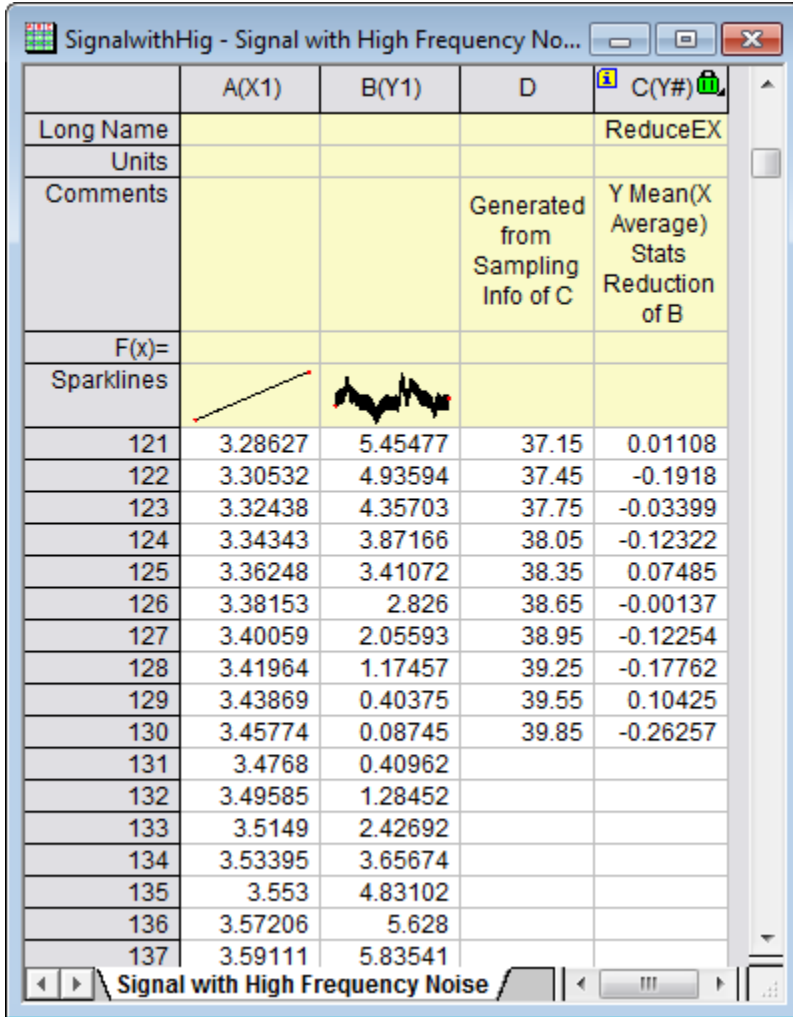 SignalwithHig - Signal with High Frequency No...
A(X1) B(Y1) D C(Y#)
Long Name ReduceEX
Units
Comments Generated from Sampling Info of C Y Mean(X Average) Stats Reduction of B
F(x)=
Sparklines
121 3.28627 5.45477 37.15 0.01108
122 3.30532 4.93594 37.45 -0.1918
123 3.32438 4.35703 37.75 -0.03399
124 3.34343 3.87166 38.05 -0.12322
125 3.36248 3.41072 38.35 0.07485
126 3.38153 2.826 38.65 -0.00137
127 3.40059 2.05593 38.95 -0.12254
128 3.41964 1.17457 39.25 -0.17762
129 3.43869 0.40375 39.55 0.10425
130 3.45774 0.08745 39.85 -0.26257
131 3.4768 0.40962
132 3.49585 1.28452
133 3.5149 2.42692
134 3.53395 3.65674
135 3.553 4.83102
136 3.57206 5.628
137 3.59111 5.83541
Signal with High Frequency Noise